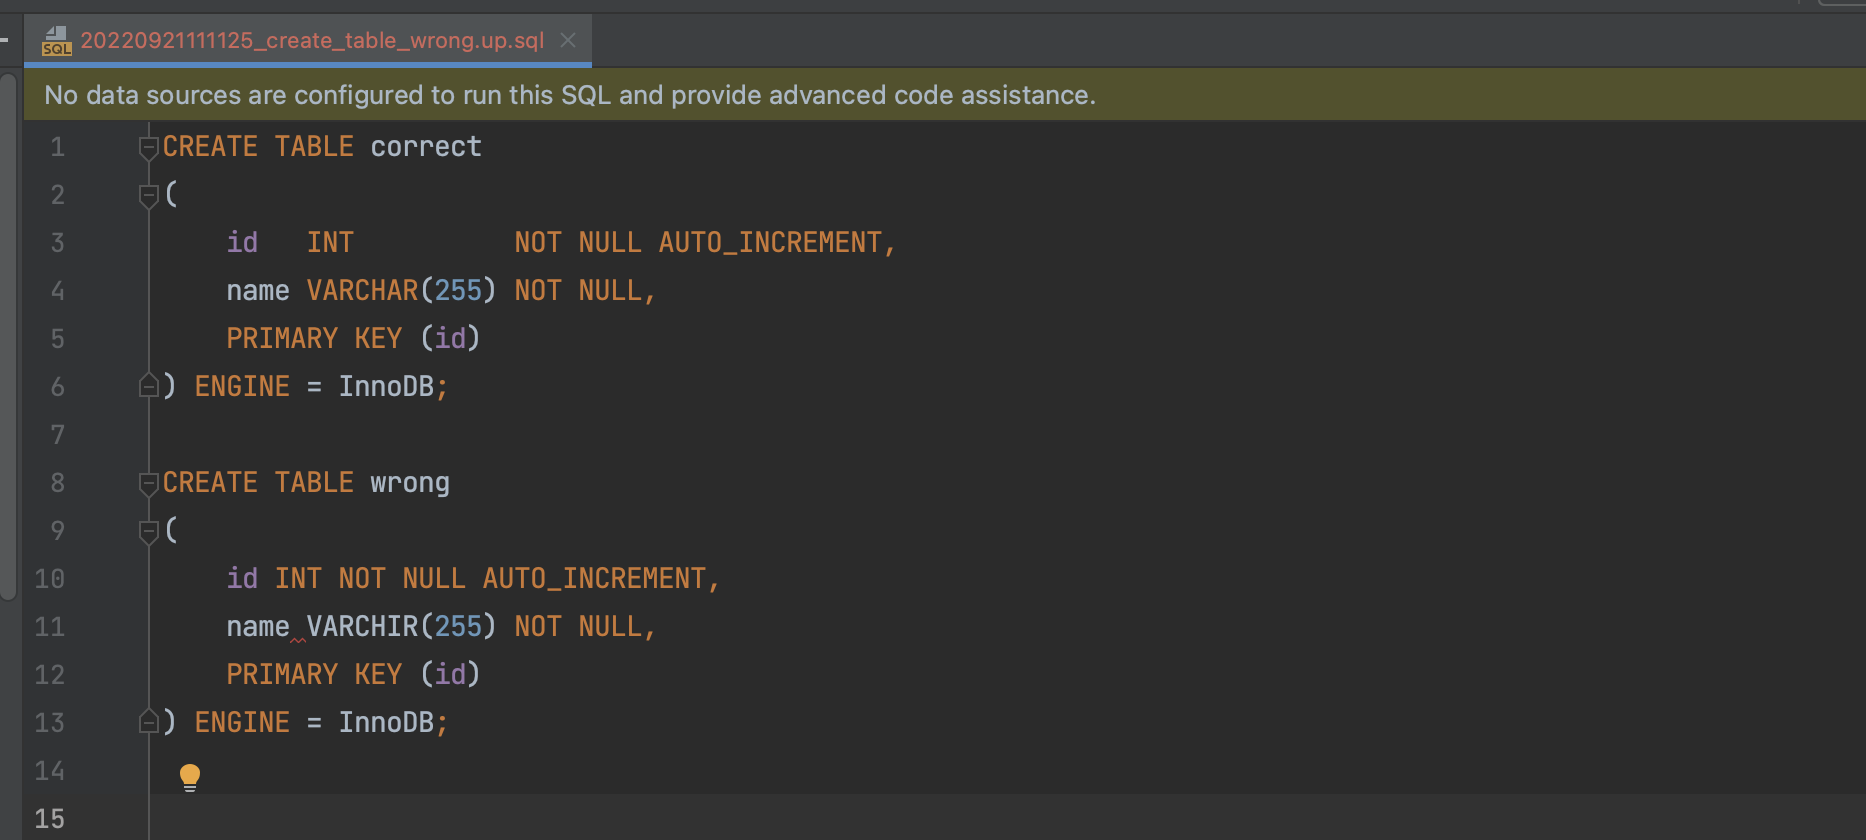 SQL 20220921111125_create_table_wrong.up.sql
No data sources are configured to run this SQL and provide advanced code assistance.
1 CREATE TABLE correct
2 (
3 id INT NOT NULL AUTO_INCREMENT,
4 name VARCHAR(255) NOT NULL,
5 PRIMARY KEY (id)
6 ) ENGINE = InnoDB;
7
8 CREATE TABLE wrong
9 (
10 id INT NOT NULL AUTO_INCREMENT,
11 name VARCHIR(255) NOT NULL,
12 PRIMARY KEY (id)
13 ) ENGINE = InnoDB;
14
15